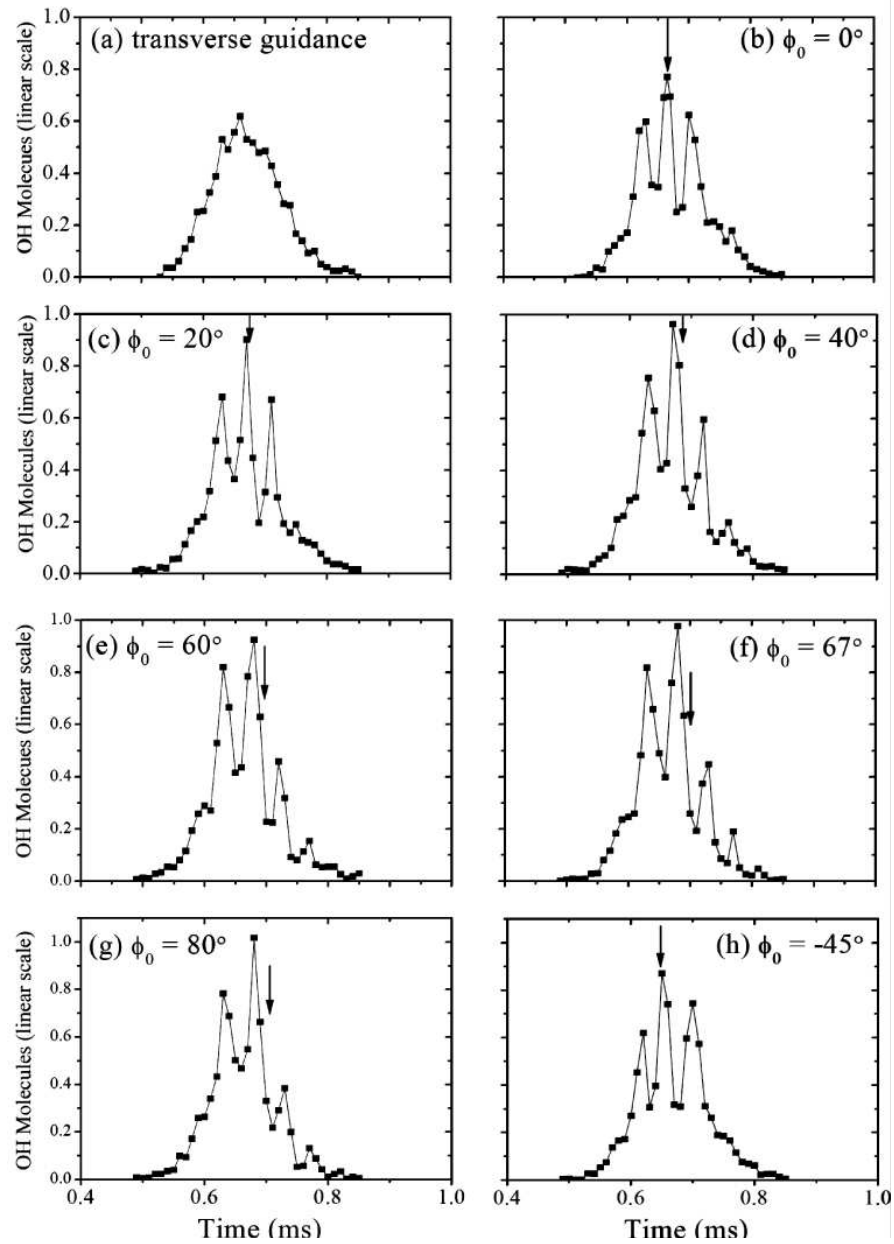 (a) transverse guidance
(b) ϕ₀ = 0°
OH Molecues (linear scale)
1.0
0.8
0.6
0.4
0.2
0.0
(c) ϕ₀ = 20°
(d) ϕ₀ = 40°
OH Molecules (linear scale)
1.0
0.8
0.6
0.4
0.2
0.0
(e) ϕ₀ = 60°
(f) ϕ₀ = 67°
OH Molecules (linear scale)
1.0
0.8
0.6
0.4
0.2
0.0
(g) ϕ₀ = 80°
(h) ϕ₀ = -45°
OH Molecues (linear scale)
1.0
0.8
0.6
0.4
0.2
0.0
0.4 0.6 0.8 1.0
0.4 0.6 0.8 1.0
Time (ms)
Time (ms)